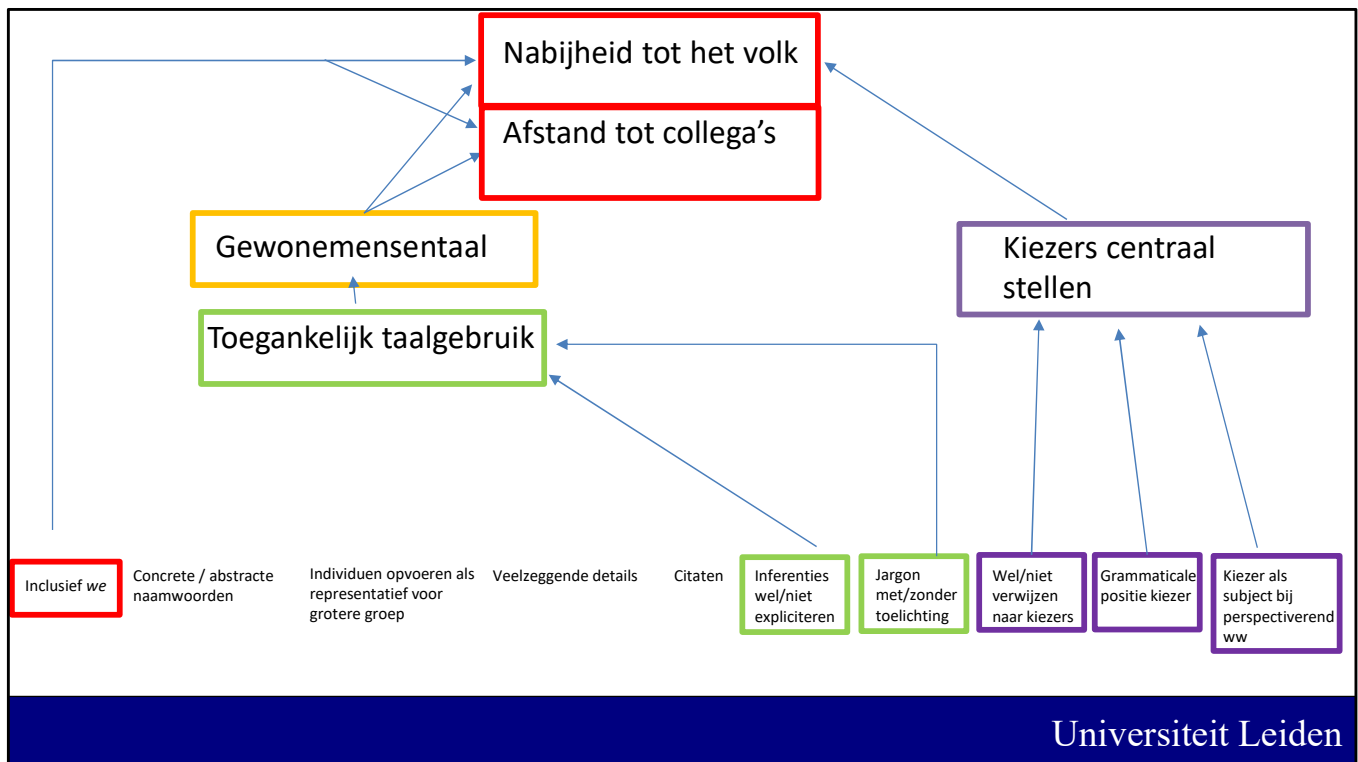 Nabijheid tot het volk
Afstand tot collega's
Gewonemensentaal
Kiezers centraal
stellen
Toegankelijk taalgebruik
Inclusief we
Concrete / abstracte
naamwoorden
Individuen opvoeren als
representatief voor
grotere groep
Veelzeggende details
Citaten
Inferenties
wel/niet
expliciteren
Jargon
met/zonder
toelichting
Wel/niet
verwijzen
naar kiezers
Grammaticale
positie kiezer
Kiezer als
subject bij
perspectiverend
ww
Universiteit Leiden